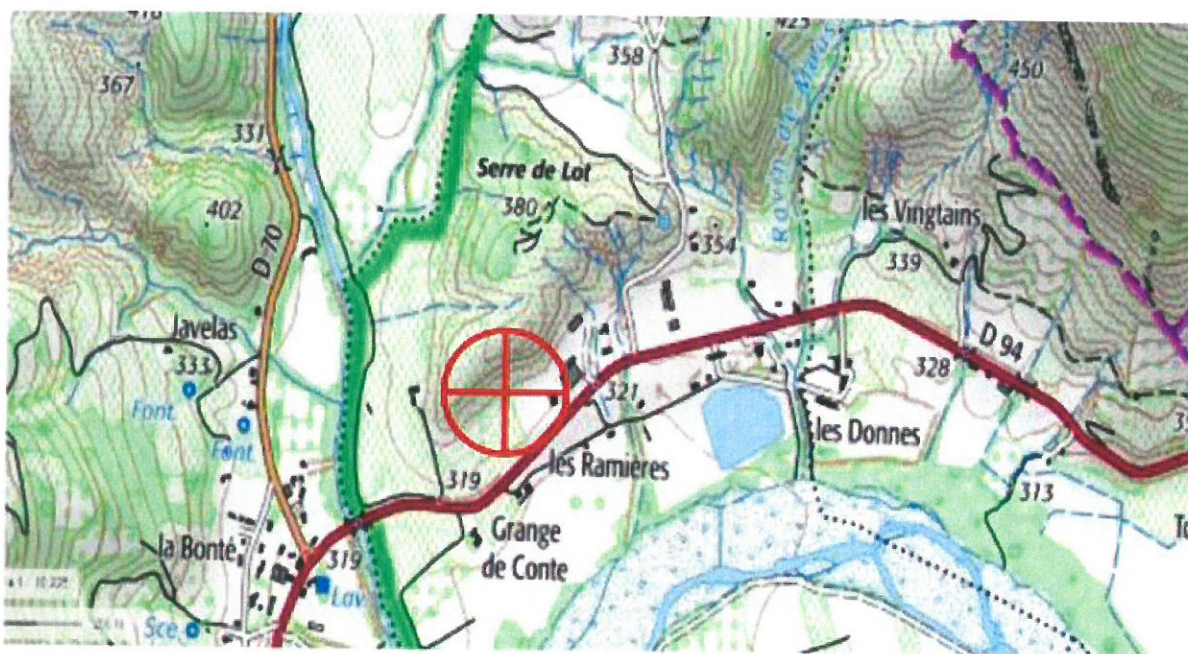 425
358
450
367
331
Serre de Lot
380
402
D 70
Ravin de
les Vingtains
354
339
Javelas
333
Font.
Font.
D 94
328
321
les Donnes
les Ramières
319
313
Grange
de Conte
la Bonté
319
Lav.
Sce